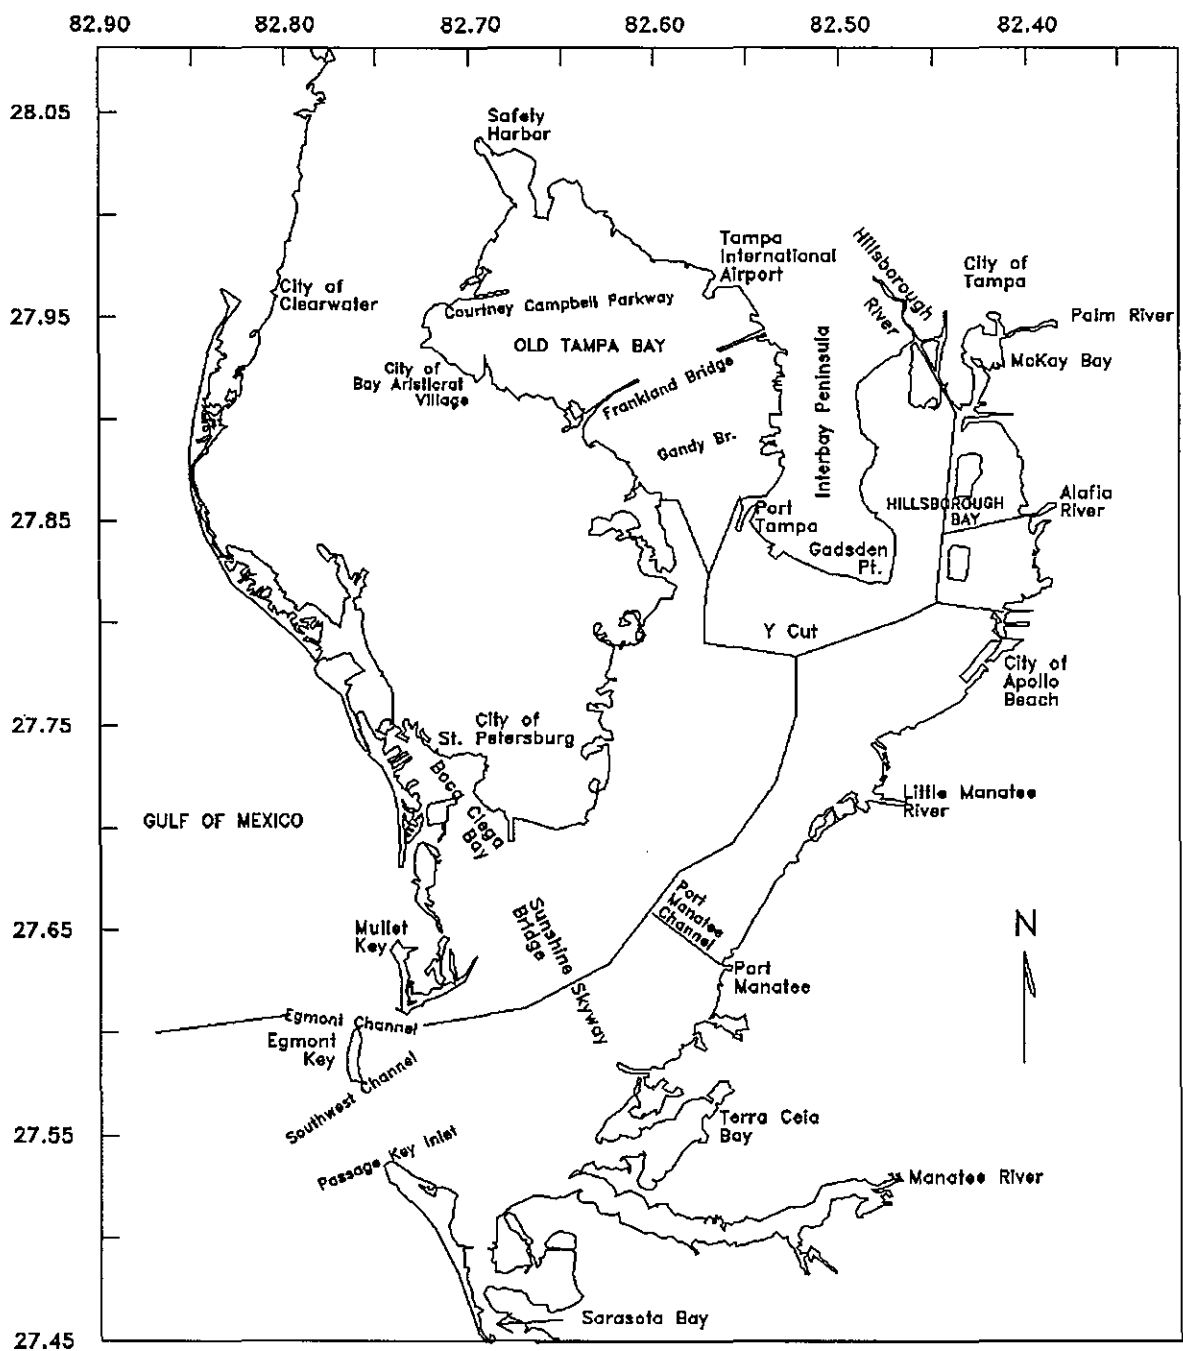 82.90 82.80 82.70 82.60 82.50 82.40
28.05
27.95
27.85
27.75
27.65
27.55
27.45
Safety
Harbor
Tampa
International
Airport
Hillsborough
River
City of
Tampa
Palm River
McKay Bay
City of
Clearwater
Courtney Campbell Parkway
OLD TAMPA BAY
City of
Bay Aristicrat
Village
Frankland Bridge
Gandy Br.
Interbay Peninsula
Port
Tampa
Gadsden
Pt.
HILLSBOROUGH
BAY
Alafia
River
Y Cut
City of
Apollo
Beach
City of
St. Petersburg
Boca Ciega
Bay
Little Manatee
River
GULF OF MEXICO
Port
Manatee
Channel
Sunshine Skyway
Bridge
Mullet
Key
N
Port
Manatee
Egmont Channel
Egmont
Key
Southwest Channel
Terra Ceia
Bay
Passage Key Inlet
Manatee River
Sarasota Bay